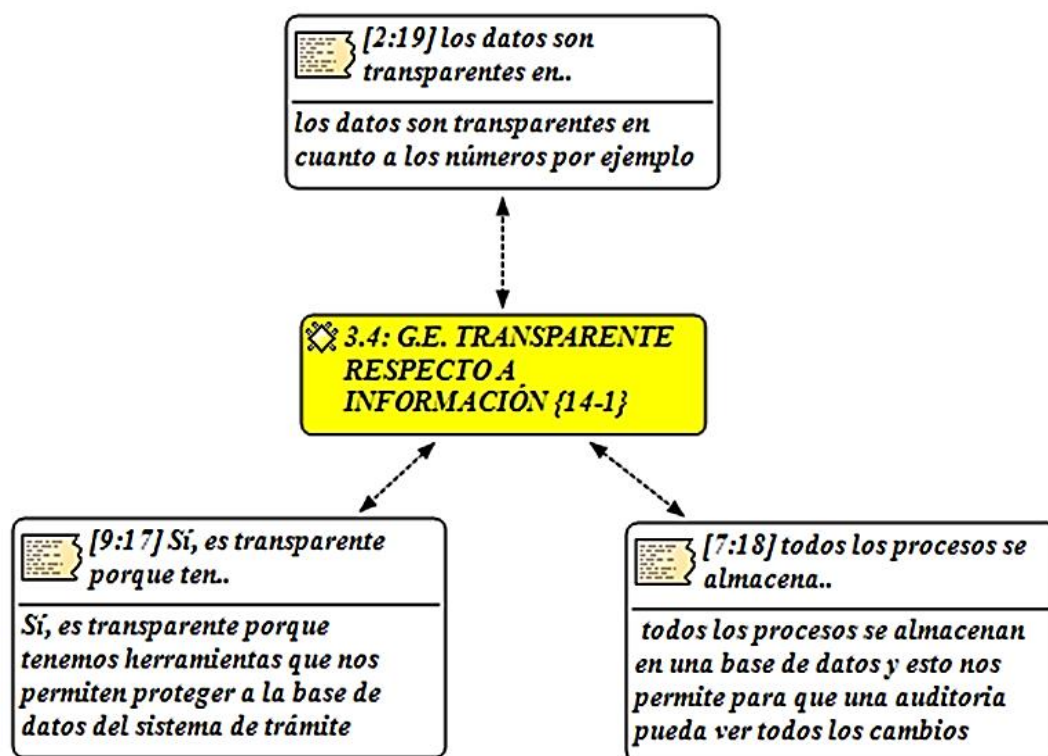 [2:19] los datos son
transparentes en..
los datos son transparentes en
cuanto a los números por ejemplo
3.4: G.E. TRANSPARENTE
RESPECTO A
INFORMACIÓN {14-1}
[9:17] Sí, es transparente
porque ten..
Sí, es transparente porque
tenemos herramientas que nos
permiten proteger a la base de
datos del sistema de trámite
[7:18] todos los procesos se
almacena..
todos los procesos se almacenan
en una base de datos y esto nos
permite para que una auditoria
pueda ver todos los cambios